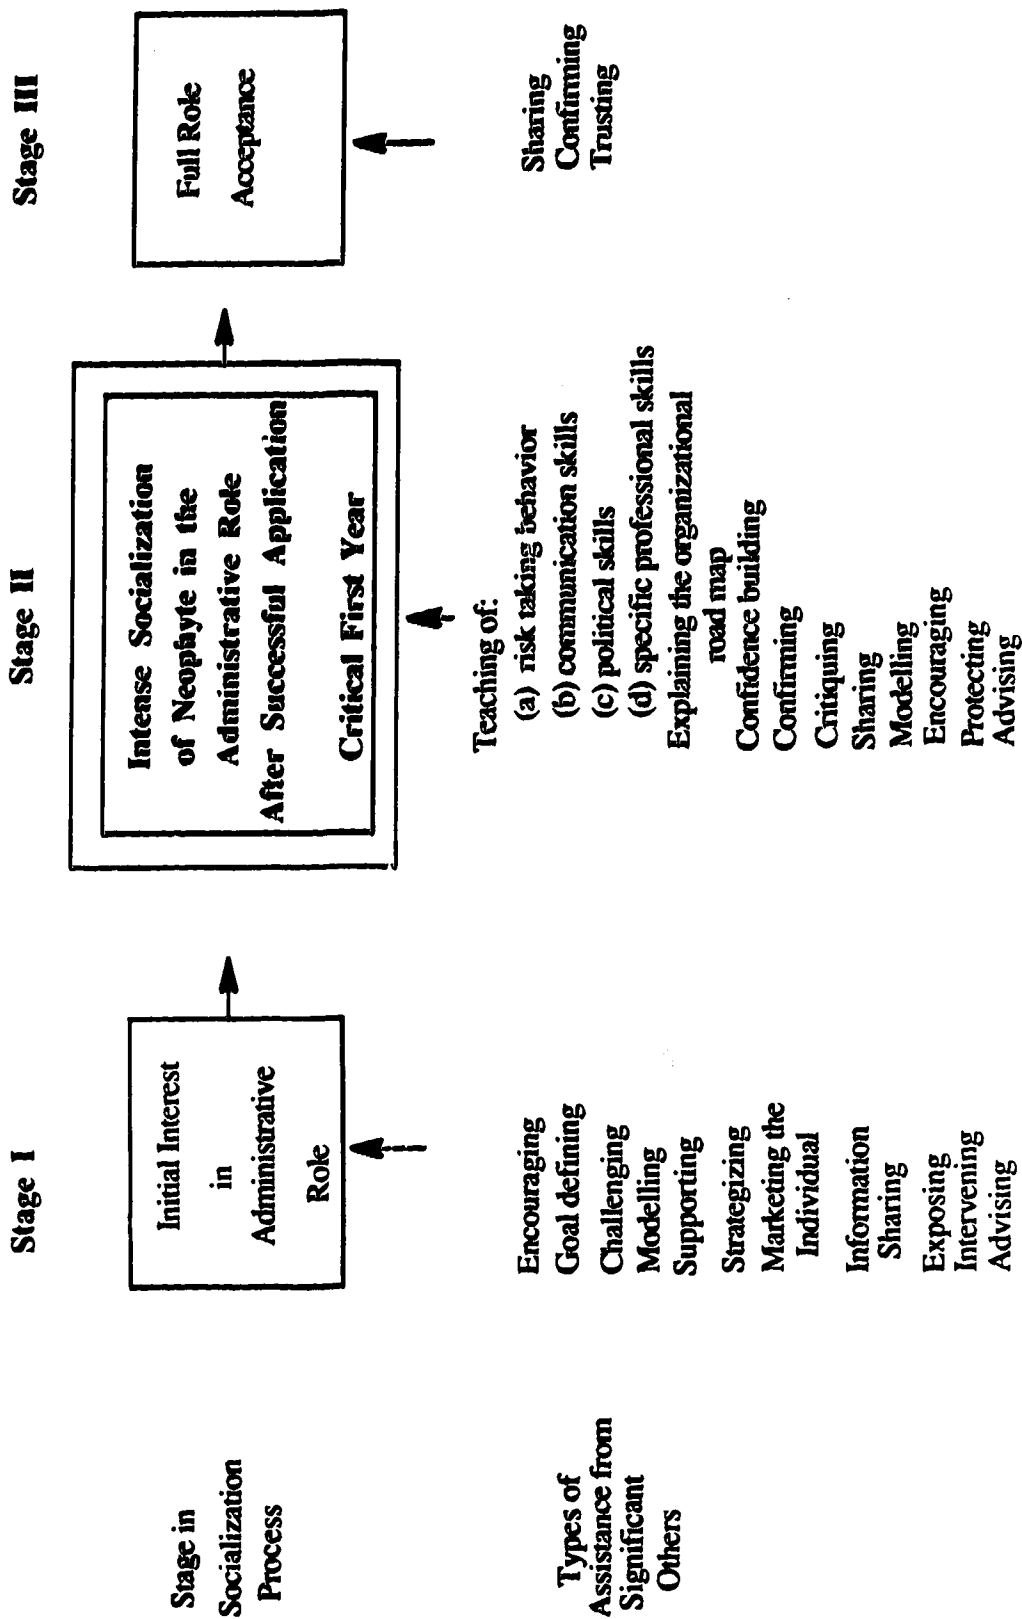 Stage I
Stage II
Stage III
Stage in
Socialization
Process
Initial Interest
in
Administrative
Role
Intense Socialization
of Neophyte in the
Administrative Role
After Successful Application
Critical First Year
Full Role
Acceptance
Types of
Assistance from
Significant
Others
Encouraging
Goal defining
Challenging
Modelling
Supporting
Strategizing
Marketing the
Individual
Information
Sharing
Exposing
Intervening
Advising
Teaching of:
(a) risk taking behavior
(b) communication skills
(c) political skills
(d) specific professional skills
Explaining the organizational
road map
Confidence building
Confirming
Critiquing
Sharing
Modelling
Encouraging
Protecting
Advising
Sharing
Confirming
Trusting